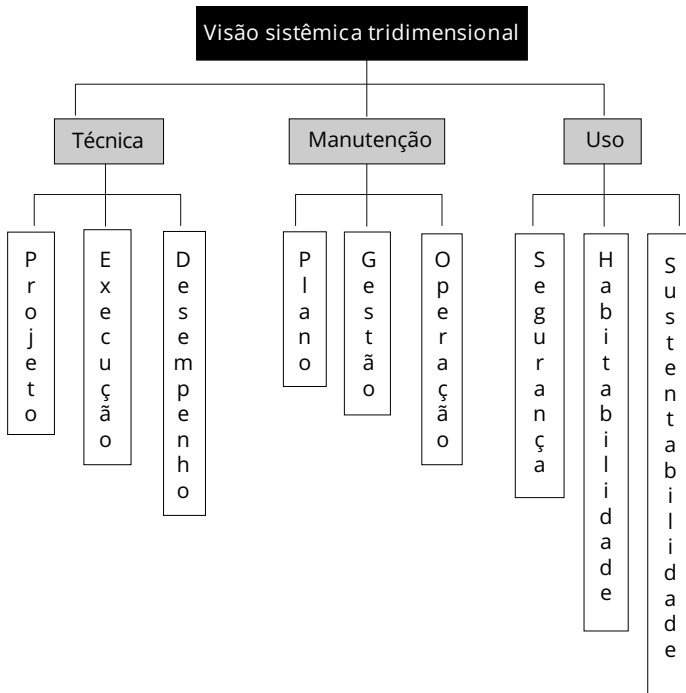 Visão sistêmica tridimensional
Técnica
Manutenção
Uso
Projeto
Execução
Desempenho
Plano
Gestão
Operação
Segurança
Habitabilidade
Sustentabilidade